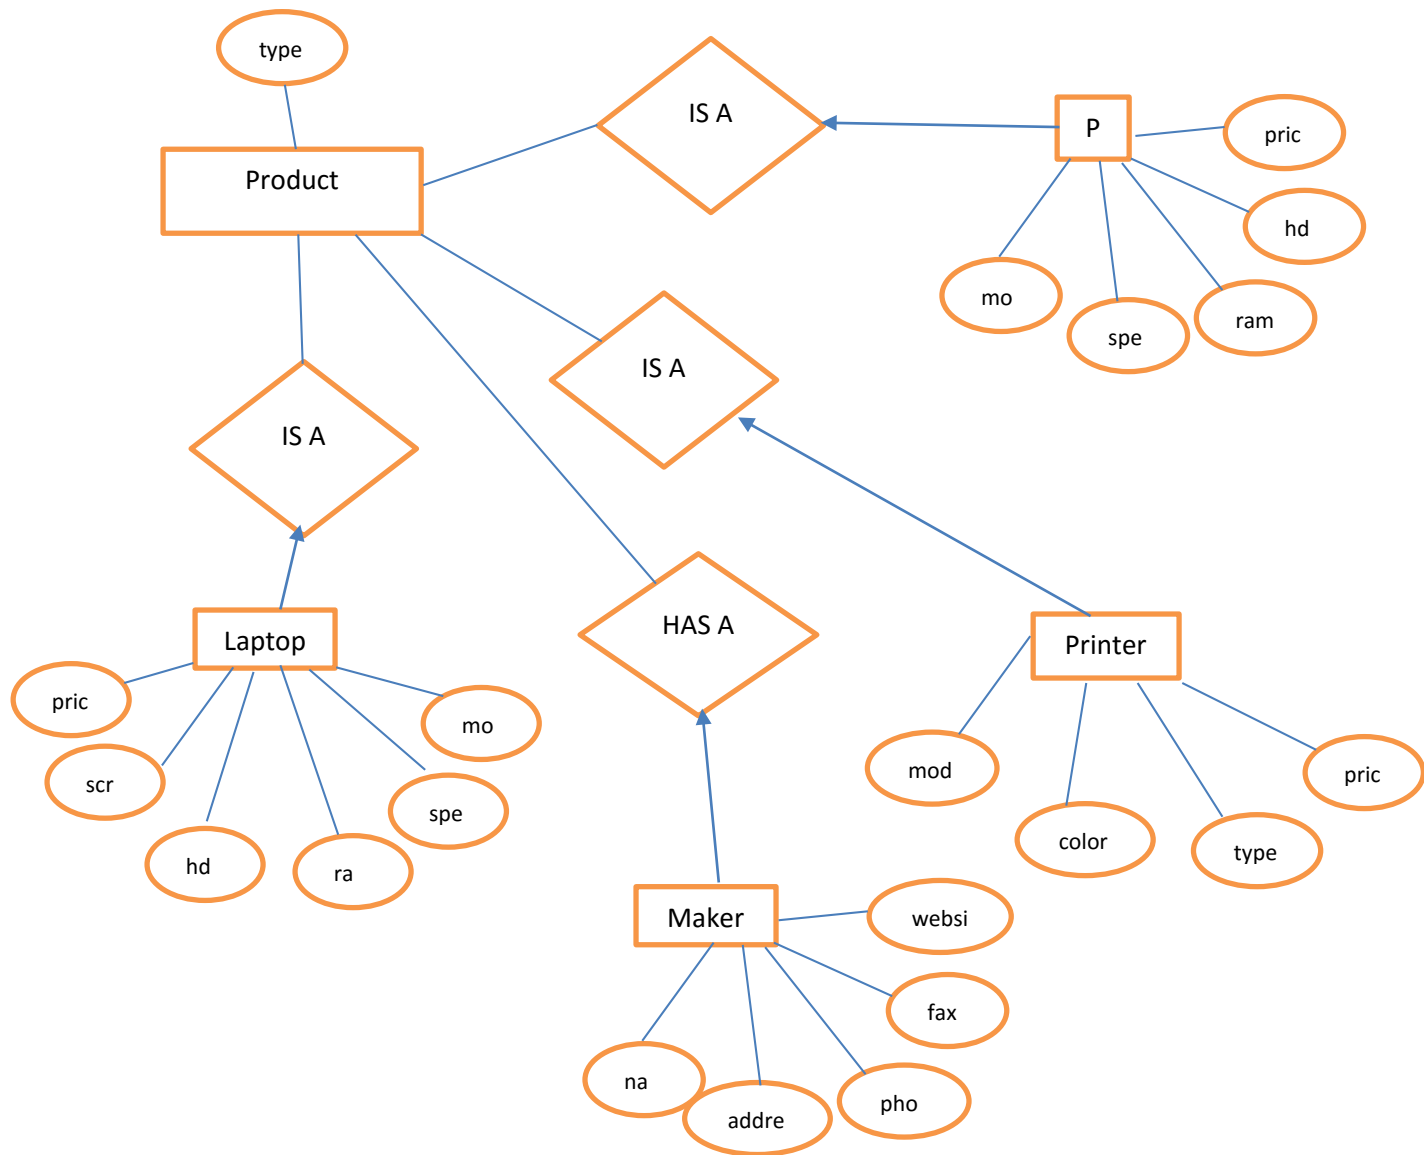 type
IS A
P
pric
Product
hd
mo
ram
spe
IS A
IS A
Laptop
HAS A
Printer
pric
mo
scr
spe
hd
ra
mod
pric
color
type
Maker
websi
fax
na
addre
pho